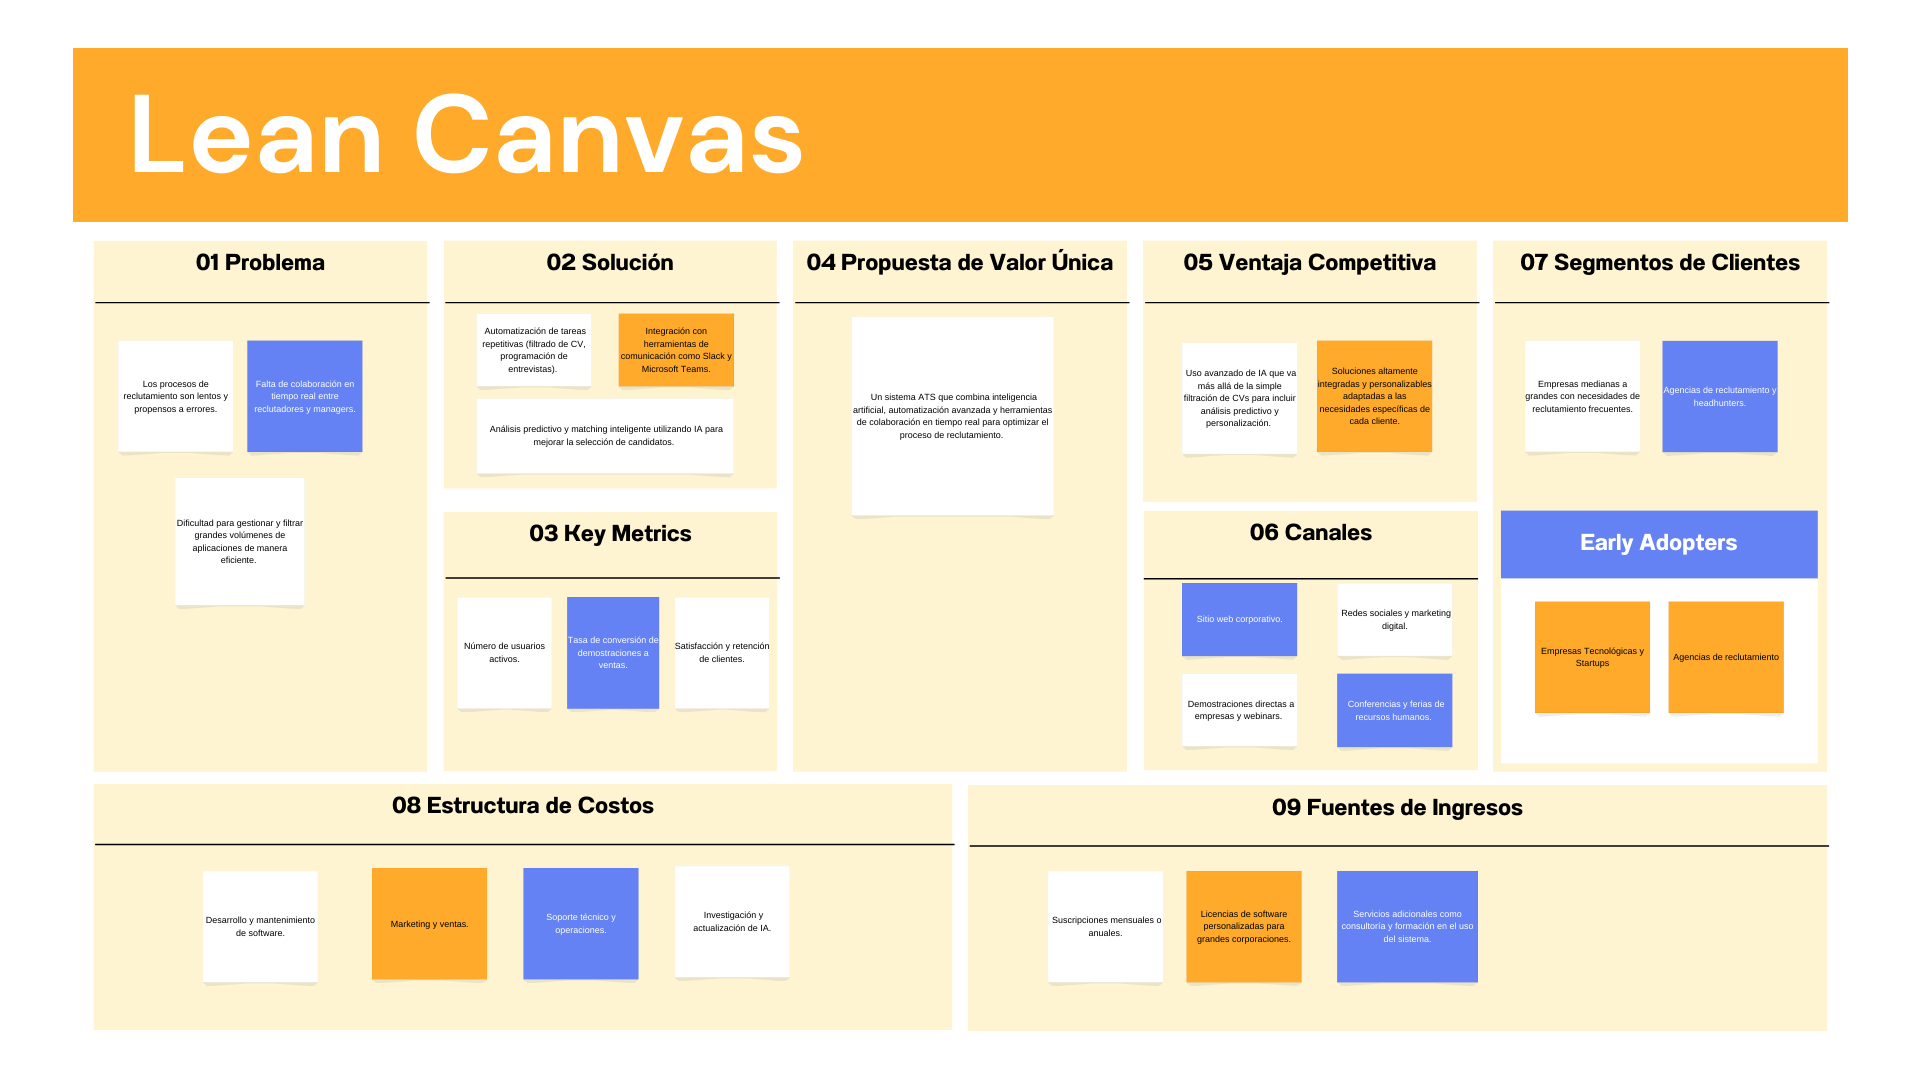 Lean Canvas
01 Problema
Los procesos de
reclutamiento son lentos y
propensos a errores.
Falta de colaboración en
tiempo real entre
reclutadores y managers.
Dificultad para gestionar y filtrar
grandes volúmenes de
aplicaciones de manera
eficiente.
02 Solución
Automatización de tareas
repetitivas (filtrado de CV,
programación de
entrevistas).
Integración con
herramientas de
comunicación como Slack y
Microsoft Teams.
Análisis predictivo y matching inteligente utilizando IA para
mejorar la selección de candidatos.
03 Key Metrics
Número de usuarios
activos.
Tasa de conversión de
demostraciones a
ventas.
Satisfacción y retención
de clientes.
04 Propuesta de Valor Única
Un sistema ATS que combina inteligencia
artificial, automatización avanzada y herramientas
de colaboración en tiempo real para optimizar el
proceso de reclutamiento.
05 Ventaja Competitiva
Uso avanzado de IA que va
más allá de la simple
filtración de CVs para incluir
análisis predictivo y
personalización.
Soluciones altamente
integradas y personalizables
adaptadas a las
necesidades específicas de
cada cliente.
06 Canales
Sitio web corporativo.
Redes sociales y marketing
digital.
Demostraciones directas a
empresas y webinars.
Conferencias y ferias de
recursos humanos.
07 Segmentos de Clientes
Empresas medianas a
grandes con necesidades de
reclutamiento frecuentes.
Agencias de reclutamiento y
headhunters.
Early Adopters
Empresas Tecnológicas y
Startups
Agencias de reclutamiento
08 Estructura de Costos
Desarrollo y mantenimiento
de software.
Marketing y ventas.
Soporte técnico y
operaciones.
Investigación y
actualización de IA.
09 Fuentes de Ingresos
Suscripciones mensuales o
anuales.
Licencias de software
personalizadas para
grandes corporaciones.
Servicios adicionales como
consultoría y formación en el uso
del sistema.